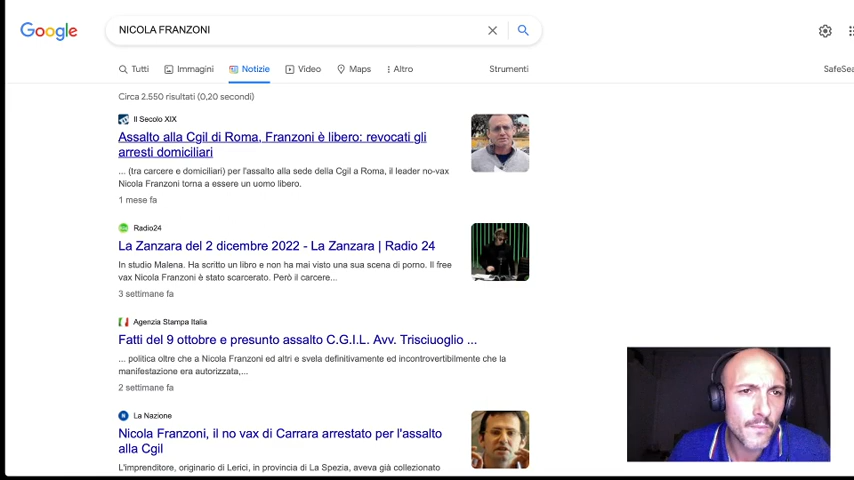 Google
NICOLA FRANZONI
Tutti
Immagini
Notizie
Video
Maps
Altro
Strumenti
SafeSea
Circa 2.550 risultati (0,20 secondi)
Il Secolo XIX
Assalto alla Cgil di Roma, Franzoni è libero: revocati gli
arresti domiciliari
... (tra carcere e domiciliari) per l'assalto alla sede della Cgil a Roma, il leader no-vax
Nicola Franzoni torna a essere un uomo libero.
1 mese fa
Radio24
La Zanzara del 2 dicembre 2022 - La Zanzara | Radio 24
In studio Malena. Ha scritto un libro e non ha mai visto una sua scena di porno. Il free
vax Nicola Franzoni è stato scarcerato. Però il carcere...
3 settimane fa
Agenzia Stampa Italia
Fatti del 9 ottobre e presunto assalto C.G.I.L. Avv. Trisciuoglio ...
... politica oltre che a Nicola Franzoni ed altri e svela definitivamente ed incontrovertibilmente che la
manifestazione era autorizzata,...
2 settimane fa
La Nazione
Nicola Franzoni, il no vax di Carrara arrestato per l'assalto
alla Cgil
L'imprenditore, originario di Lerici, in provincia di La Spezia, aveva già collezionato